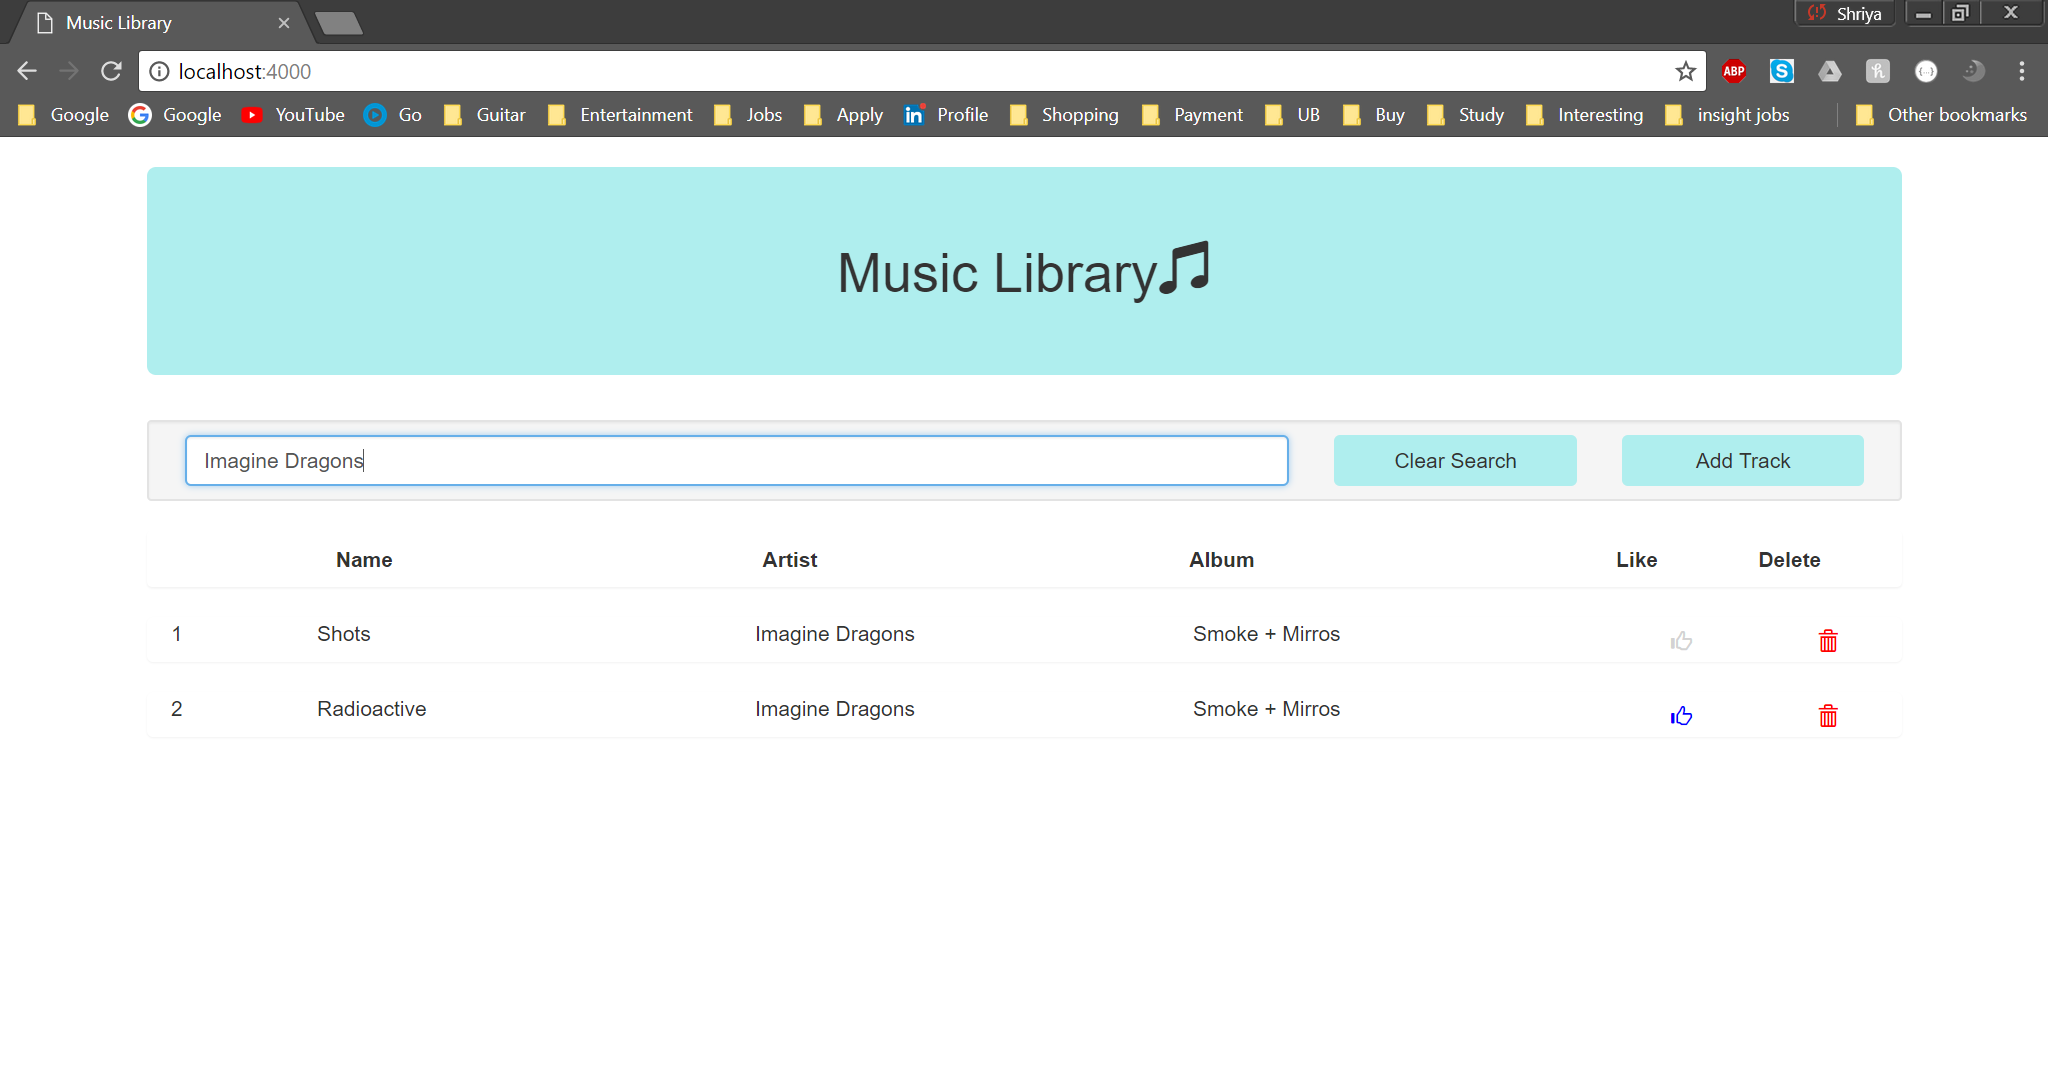 Music Library
Shriya
localhost:4000
ABP
Google Google YouTube Go Guitar Entertainment Jobs Apply in Profile Shopping Payment UB Buy Study Interesting insight jobs Other bookmarks
Music Library
Imagine Dragons Clear Search Add Track
Name Artist Album Like Delete
1 Shots Imagine Dragons Smoke + Mirros
2 Radioactive Imagine Dragons Smoke + Mirros